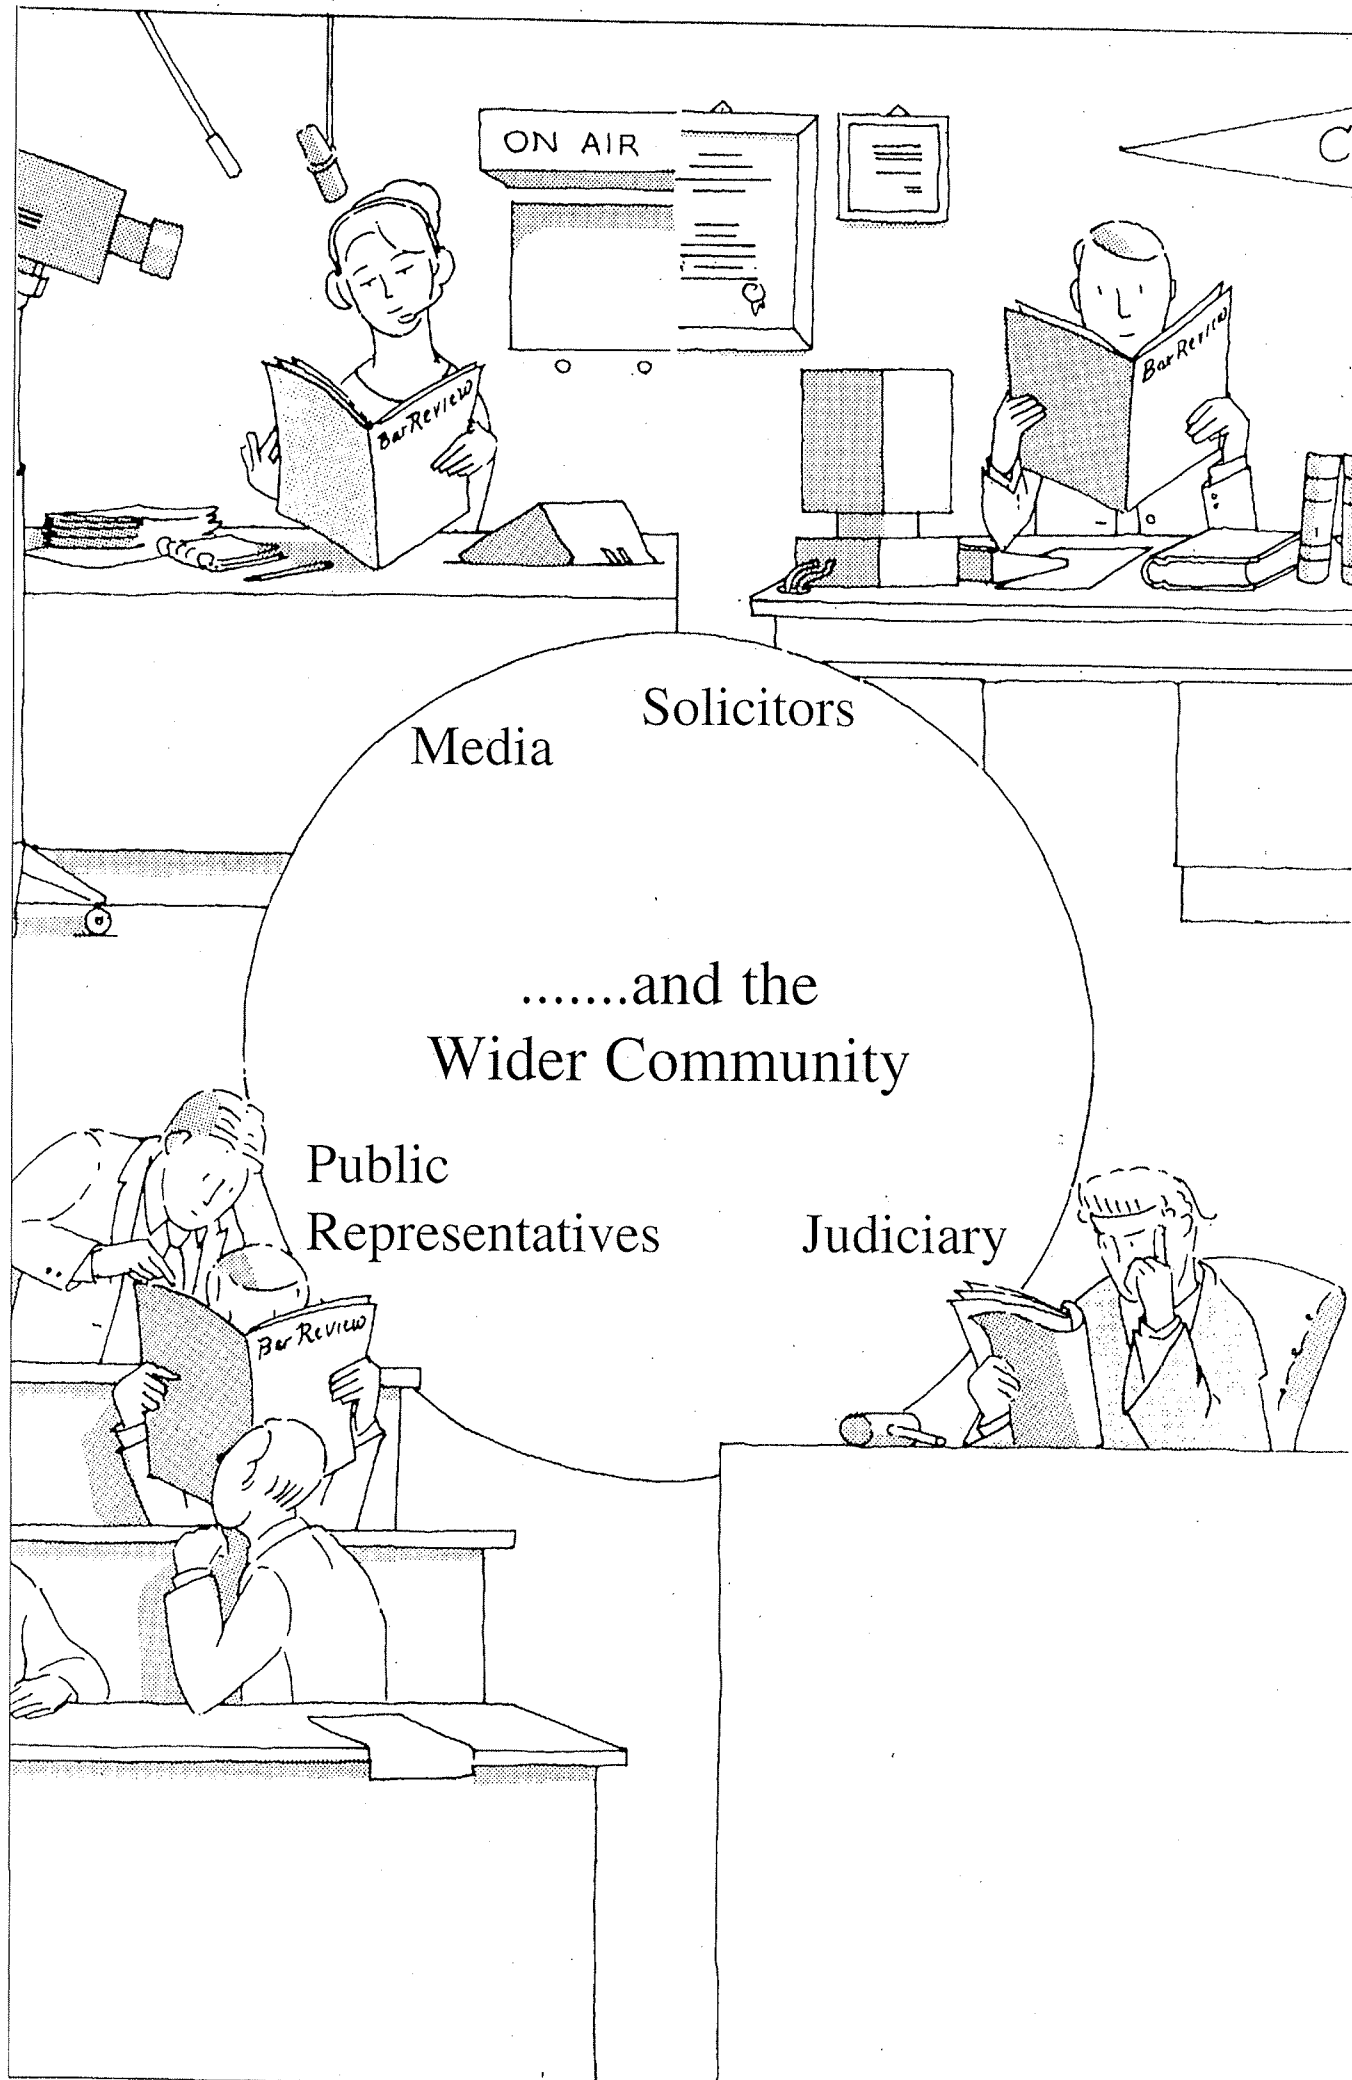 ON AIR
C
Bar Review
Bar Review
Solicitors
Media
.......and the
Wider Community
Public
Representatives
Judiciary
Bar Review